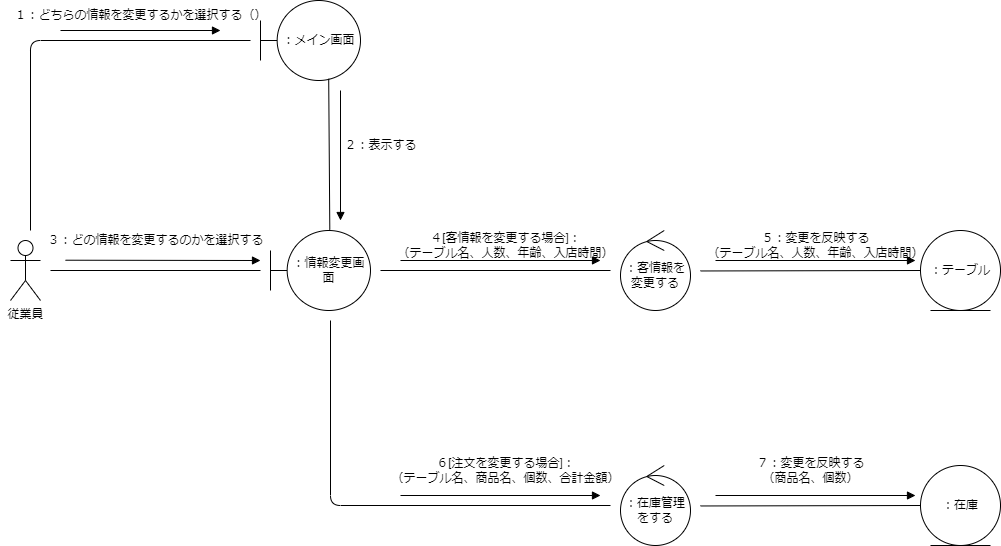 １：どちらの情報を変更するかを選択する（）
：メイン画面
２：表示する
３：どの情報を変更するのかを選択する
：情報変更画
面
４[客情報を変更する場合]：
（テーブル名、人数、年齢、入店時間）
：客情報を
変更する
５：変更を反映する
（テーブル名、人数、年齢、入店時間）
：テーブル
従業員
６[注文を変更する場合]：
（テーブル名、商品名、個数、合計金額）
：在庫管理
をする
７：変更を反映する
（商品名、個数）
：在庫